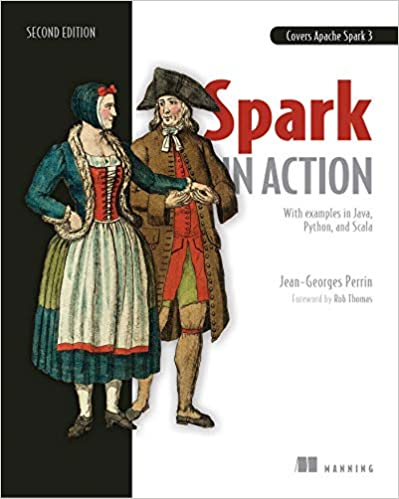 SECOND EDITION
Covers Apache Spark 3
Spark
IN ACTION
With examples in Java,
Python, and Scala
Jean-Georges Perrin
Foreword by Rob Thomas
MANNING